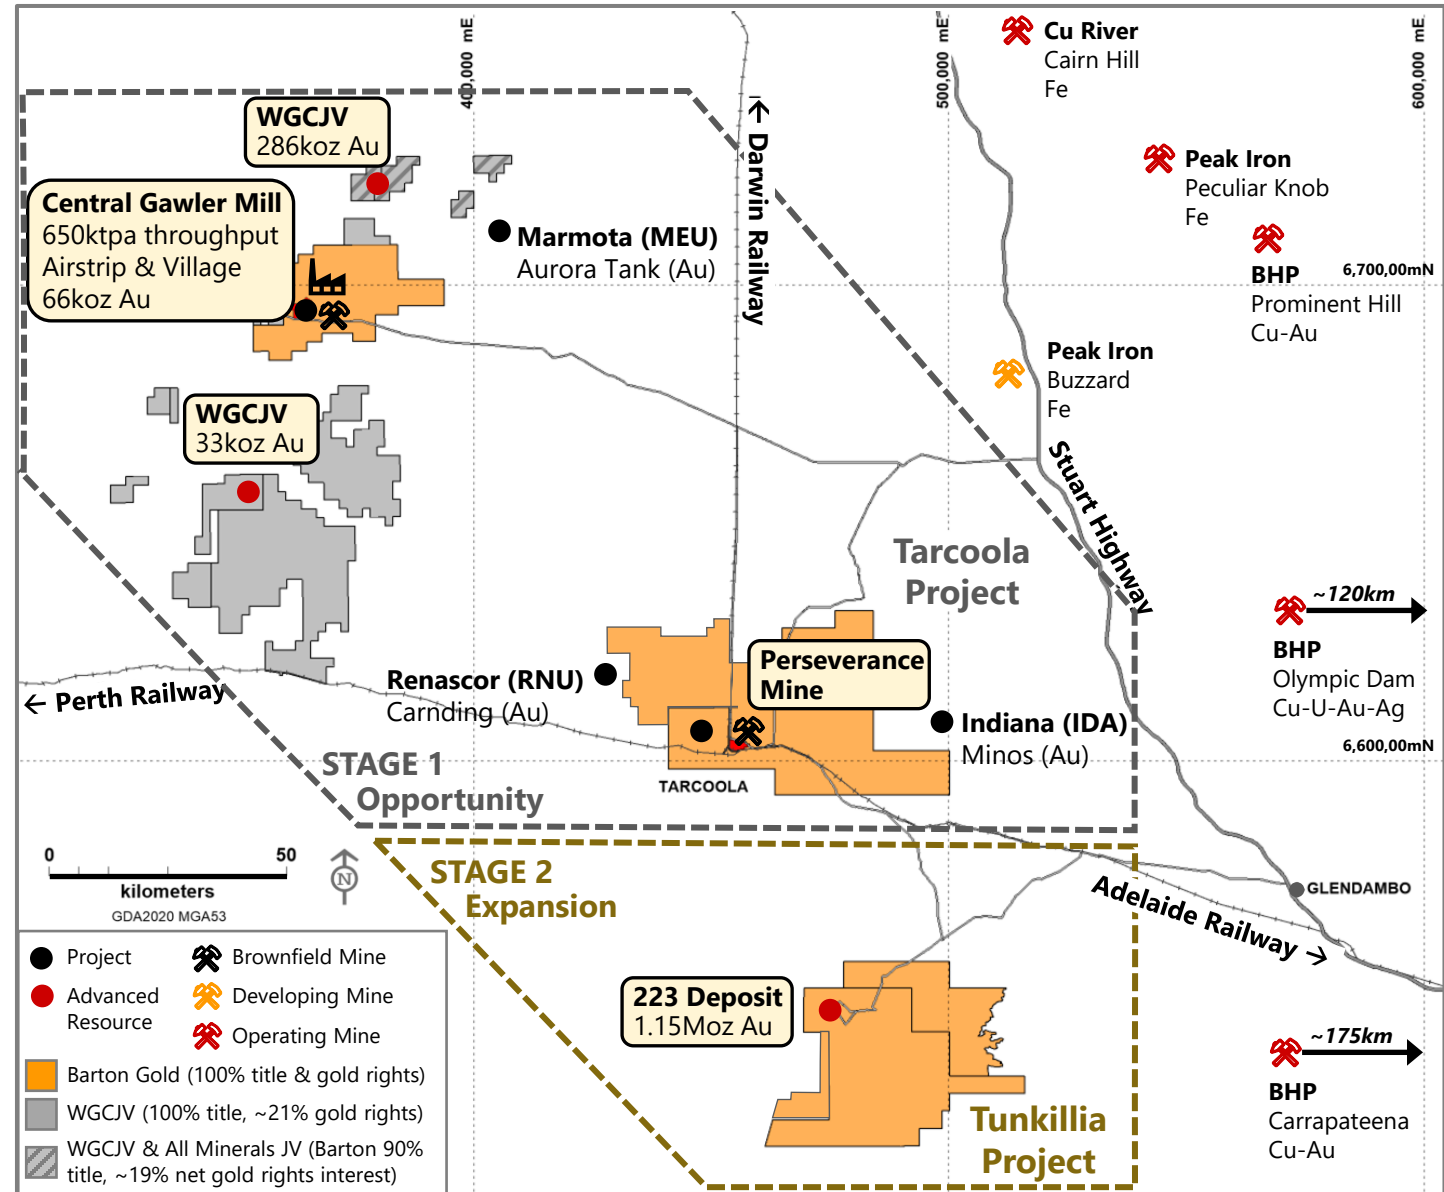 400,000 mE
500,000 mE
600,000 mE
Cu River
Cairn Hill
Fe
WGCJV
286koz Au
← Darwin Railway
Peak Iron
Peculiar Knob
Fe
Central Gawler Mill
650ktpa throughput
Airstrip & Village
66koz Au
Marmota (MEU)
Aurora Tank (Au)
BHP
Prominent Hill
Cu-Au
6,700,00mN
Peak Iron
Buzzard
Fe
WGCJV
33koz Au
Stuart Highway
Tarcoola
Project
~120km
BHP
Olympic Dam
Cu-U-Au-Ag
Perseverance
Mine
Renascor (RNU)
Carnding (Au)
← Perth Railway
Indiana (IDA)
Minos (Au)
6,600,00mN
STAGE 1
Opportunity
TARCOOLA
0 50
kilometers
GDA2020 MGA53
N
STAGE 2
Expansion
Adelaide Railway →
GLENDAMBO
223 Deposit
1.15Moz Au
~175km
BHP
Carrapateena
Cu-Au
Tunkillia
Project
Project
Advanced
Resource
Brownfield Mine
Developing Mine
Operating Mine
Barton Gold (100% title & gold rights)
WGCJV (100% title, ~21% gold rights)
WGCJV & All Minerals JV (Barton 90%
title, ~19% net gold rights interest)